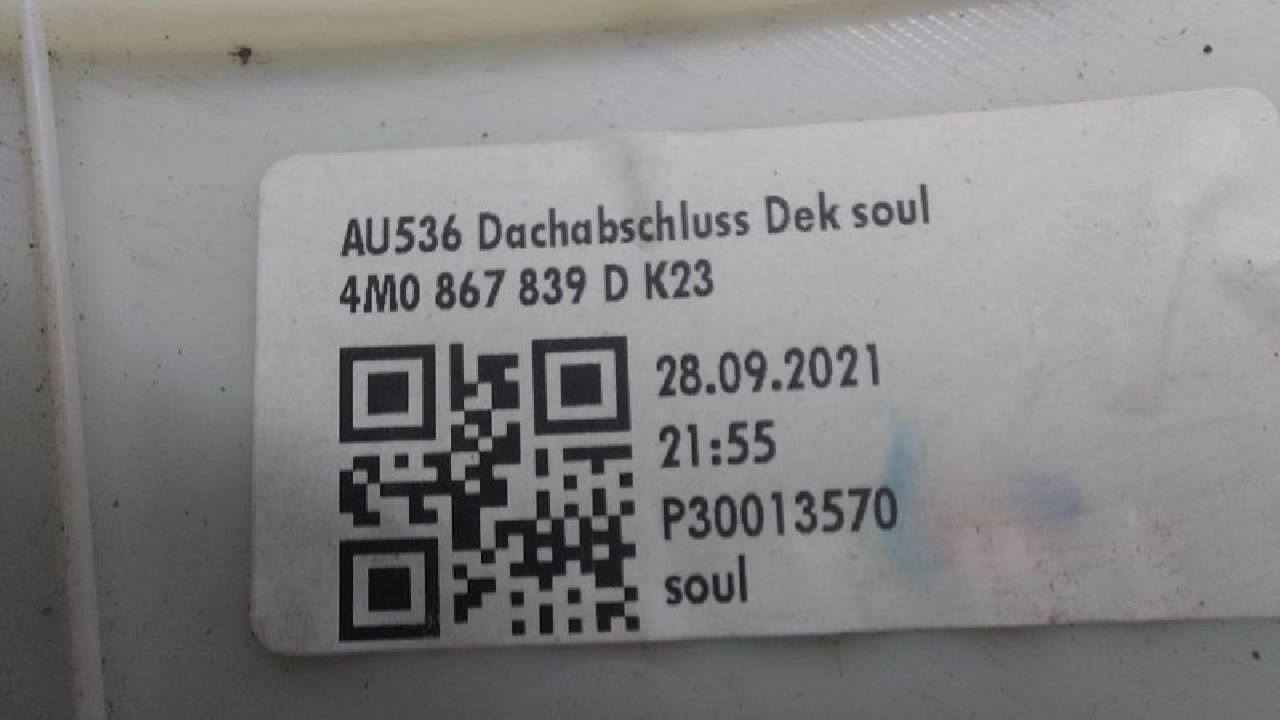 AU536 Dachabschluss Dek soul
4M0 867 839 D K23
28.09.2021
21:55
P30013570
soul